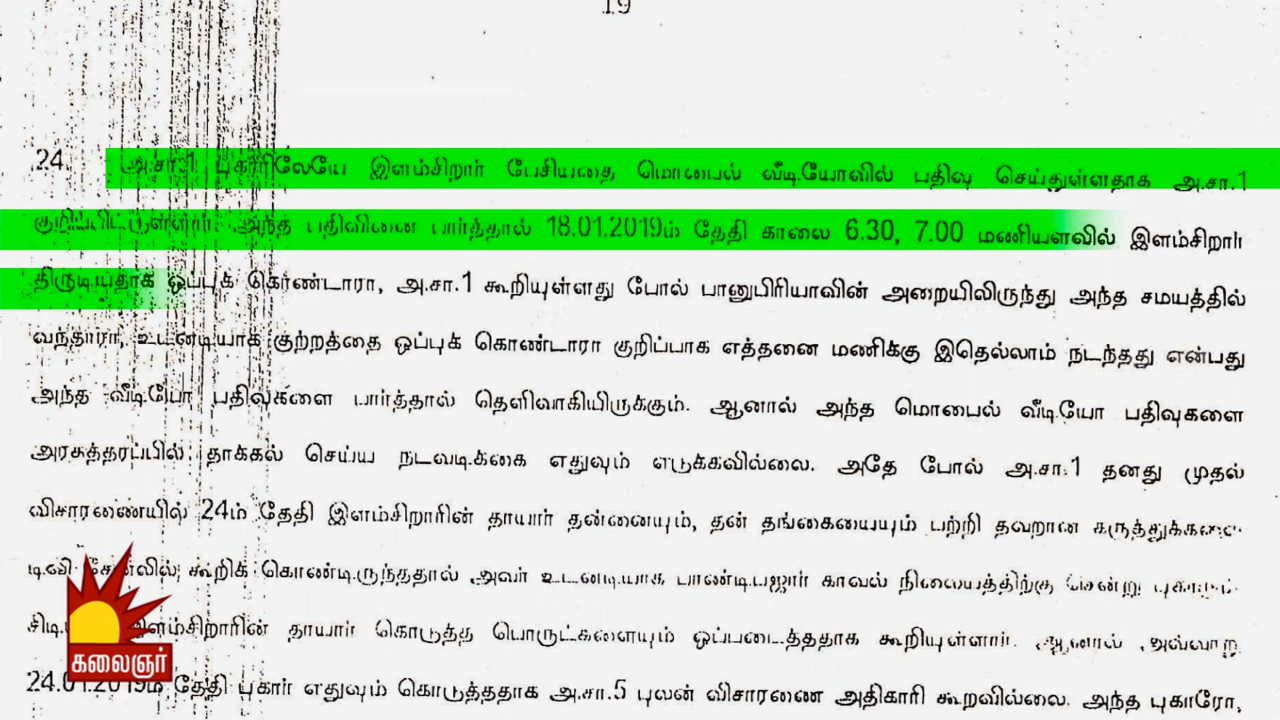 19
24. அ.சா.1 புகாரிலேயே இளம்சிறார் பேசியதை மொபைல் வீடியோவில் பதிவு செய்துள்ளதாக அ.சா.1
குறிப்பிட்டுள்ளார். அந்த பதிவினை பார்த்தால் 18.01.2019ம் தேதி காலை 6.30, 7.00 மணியளவில் இளம்சிறார்
திருடியதாக ஒப்புக் கொண்டாரா, அ.சா.1 கூறியுள்ளது போல் பானுபிரியாவின் அறையிலிருந்து அந்த சமயத்தில்
வந்தாரா, உடனடியாக குற்றத்தை ஒப்புக் கொண்டாரா குறிப்பாக எத்தனை மணிக்கு இதெல்லாம் நடந்தது என்பது
அந்த வீடியோ பதிவுகளை பார்த்தால் தெளிவாகியிருக்கும். ஆனால் அந்த மொபைல் வீடியோ பதிவுகளை
அரசுத்தரப்பில் தாக்கல் செய்ய நடவடிக்கை எதுவும் எடுக்கவில்லை. அதே போல் அ.சா.1 தனது முதல்
விசாரணையில் 24ம் தேதி இளம்சிறாரின் தாயார் தன்னையும், தன் தங்கையையும் பற்றி தவறான கருத்துக்களை
டி.வி சேனலில் கூறிக் கொண்டிருந்ததால் அவர் உடனடியாக பாண்டிபஜார் காவல் நிலையத்திற்கு சென்று
இளம்சிறாரின் தாயார் கொடுத்த பொருட்களையும் ஒப்படைத்ததாக கூறியுள்ளார். ஆனால் அவ்வாறு
24.01.2019ம் தேதி புகார் எதுவும் கொடுத்ததாக அ.சா.5 புலன் விசாரணை அதிகாரி கூறவில்லை. அந்த புகாரோ,
கலைஞர்